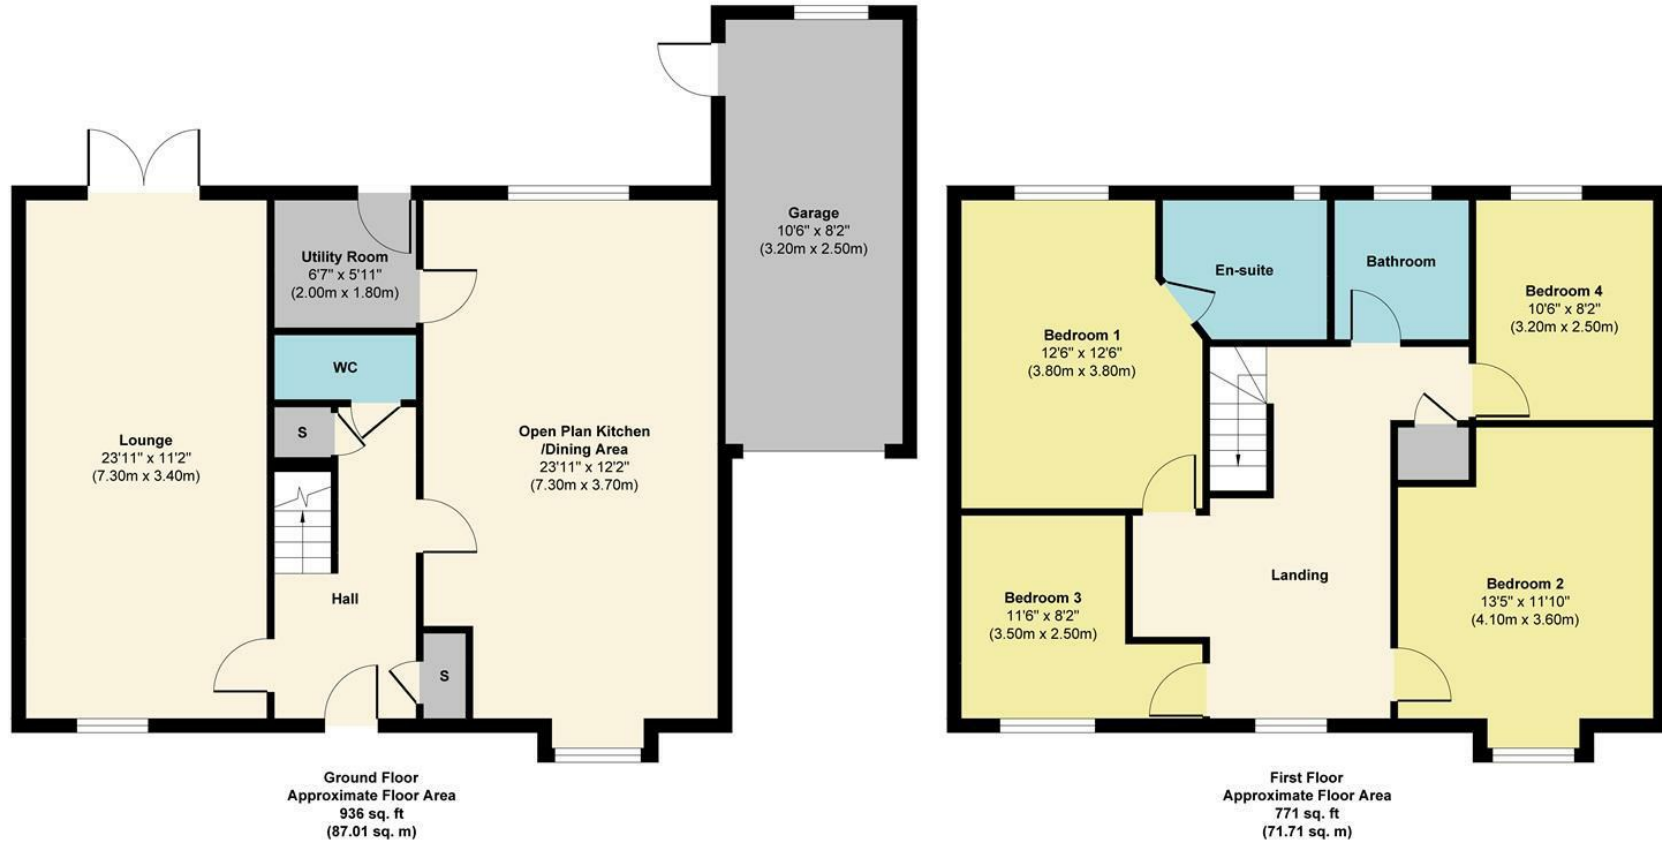 Garage
10'6" x 8'2"
(3.20m x 2.50m)
Utility Room
6'7" x 5'11"
(2.00m x 1.80m)
WC
S
Lounge
23'11" x 11'2"
(7.30m x 3.40m)
Open Plan Kitchen
/Dining Area
23'11" x 12'2"
(7.30m x 3.70m)
Hall
S
Ground Floor
Approximate Floor Area
936 sq. ft
(87.01 sq. m)
En-suite
Bathroom
Bedroom 4
10'6" x 8'2"
(3.20m x 2.50m)
Bedroom 1
12'6" x 12'6"
(3.80m x 3.80m)
Landing
Bedroom 3
11'6" x 8'2"
(3.50m x 2.50m)
Bedroom 2
13'5" x 11'10"
(4.10m x 3.60m)
First Floor
Approximate Floor Area
771 sq. ft
(71.71 sq. m)